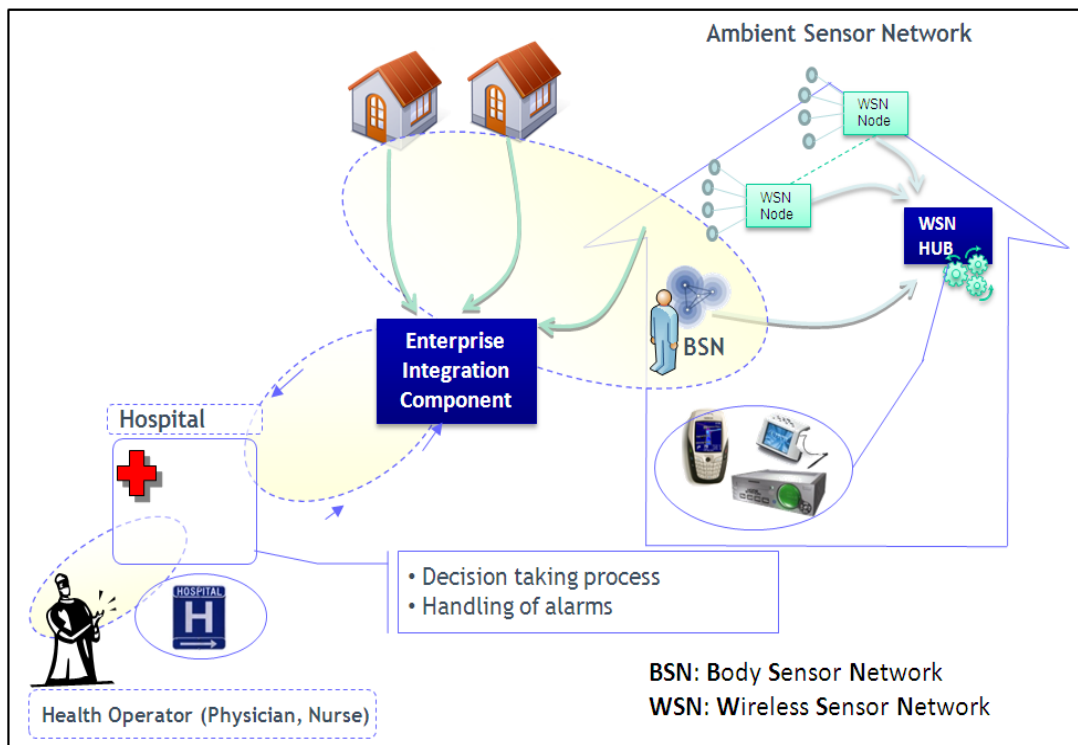 Ambient Sensor Network
WSN
Node
WSN
Node
WSN
HUB
BSN
Enterprise
Integration
Component
Hospital
• Decision taking process
• Handling of alarms
HOSPITAL
H
BSN: Body Sensor Network
WSN: Wireless Sensor Network
Health Operator (Physician, Nurse)